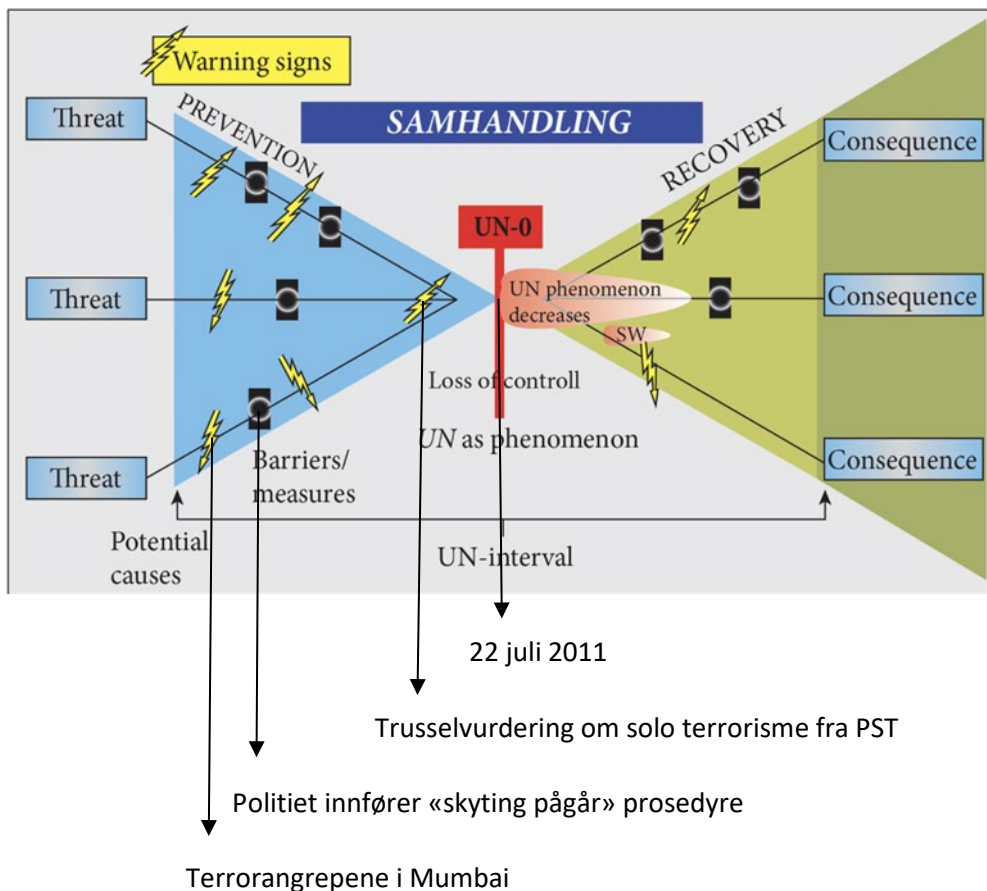 Warning signs
Threat
PREVENTION
SAMHANDLING
RECOVERY
Consequence
UN-0
Threat
UN phenomenon
decreases
Consequence
SW
Loss of controll
UN as phenomenon
Threat
Barriers/
measures
Consequence
Potential
causes
UN-interval
22 juli 2011
Trusselvurdering om solo terrorisme fra PST
Politiet innfører «skyting pågår» prosedyre
Terrorangrepene i Mumbai